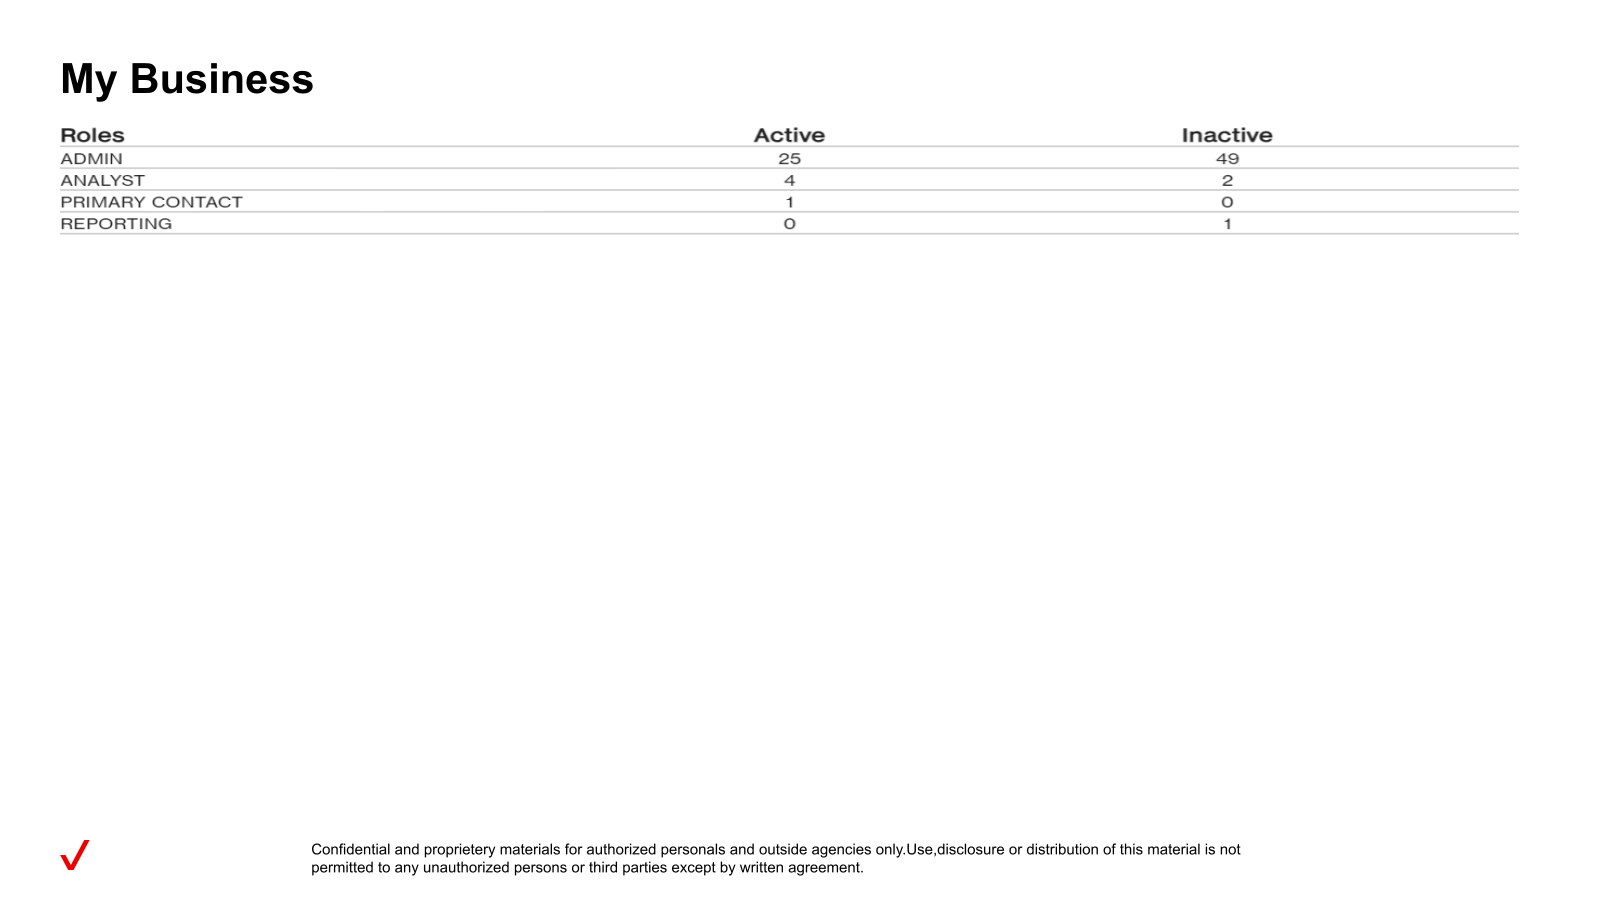 My Business
Roles Active Inactive
ADMIN 25 49
ANALYST 4 2
PRIMARY CONTACT 1 0
REPORTING 0 1
Confidential and proprietery materials for authorized personals and outside agencies only.Use,disclosure or distribution of this material is not
permitted to any unauthorized persons or third parties except by written agreement.